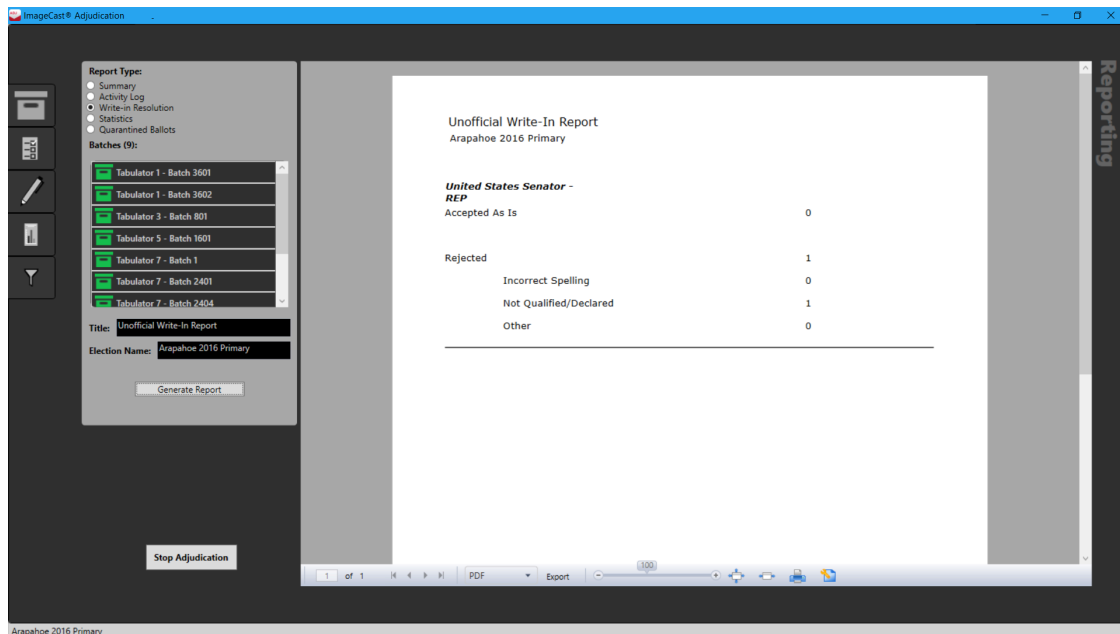 ImageCast® Adjudication
Report Type:
Summary
Activity Log
Write-in Resolution
Statistics
Quarantined Ballots
Batches (9):
Tabulator 1 - Batch 3601
Tabulator 1 - Batch 3602
Tabulator 3 - Batch 801
Tabulator 5 - Batch 1601
Tabulator 7 - Batch 1
Tabulator 7 - Batch 2401
Tabulator 7 - Batch 2404
Title: Unofficial Write-In Report
Election Name: Arapahoe 2016 Primary
Generate Report
Stop Adjudication
Unofficial Write-In Report
Arapahoe 2016 Primary
United States Senator -
REP
Accepted As Is 0
Rejected 1
Incorrect Spelling 0
Not Qualified/Declared 1
Other 0
1 of 1 PDF Export 100
Reporting
Arapahoe 2016 Primary